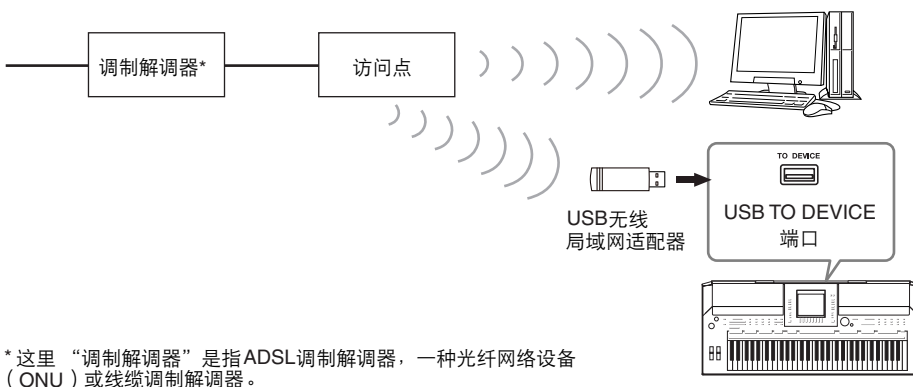 调制解调器*
访问点
TO DEVICE
USB TO DEVICE
端口
USB无线
局域网适配器
* 这里 “调制解调器”是指ADSL调制解调器，一种光纤网络设备
（ONU）或线缆调制解调器。